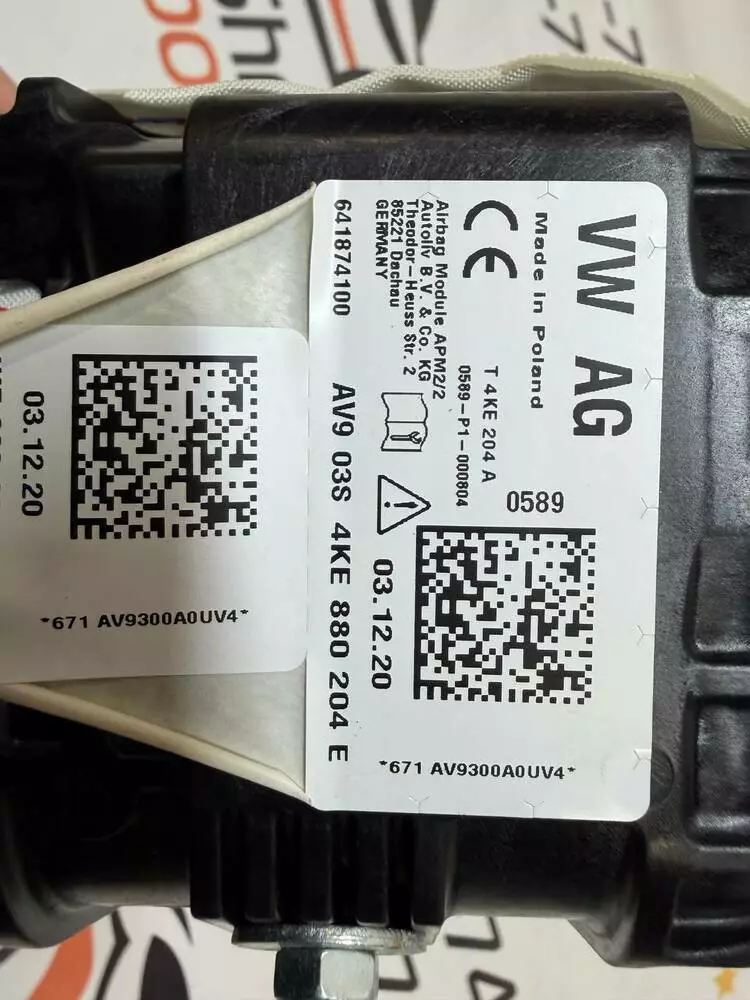 VW AG
Made in Poland
CE
T 4KE 204 A
0589-P1-000804
0589
Airbag Module APM2/2
Autoliv B.V. & Co. KG
Theodor-Heuss Str. 2
85221 Dachau
GERMANY
03.12.20
641874100
AV9 03S 4KE 880 204 E
*671 AV9300A0UV4*
03.12.20
*671 AV9300A0UV4*